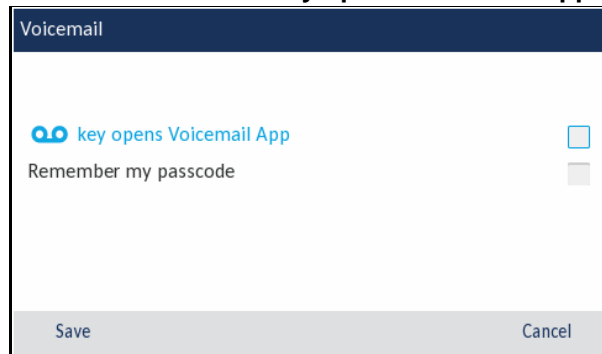 Voicemail
key opens Voicemail App
Remember my passcode
Save
Cancel